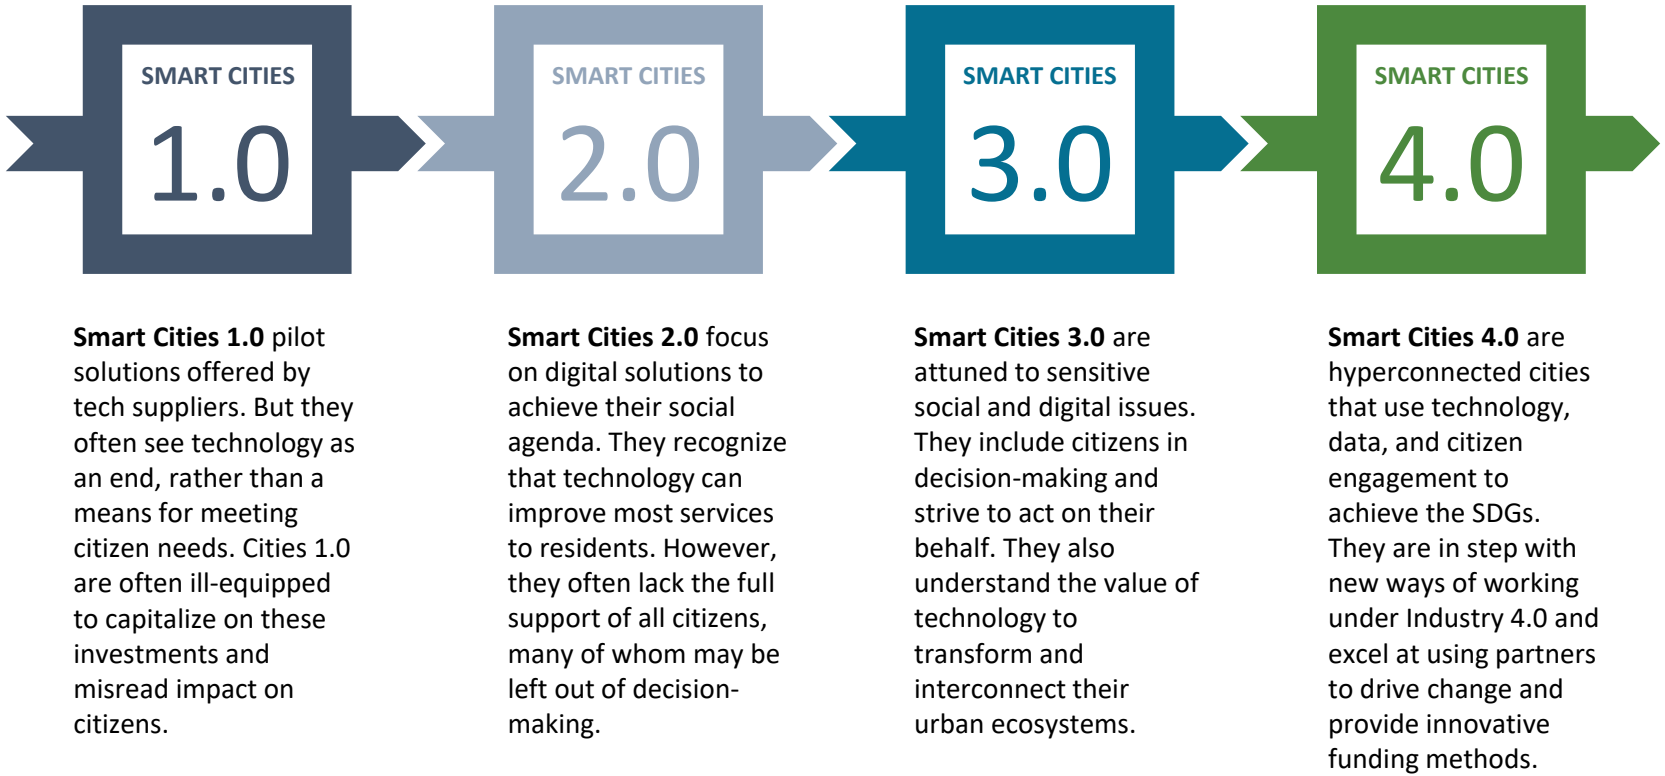 SMART CITIES
1.0
SMART CITIES
2.0
SMART CITIES
3.0
SMART CITIES
4.0
Smart Cities 1.0 pilot
solutions offered by
tech suppliers. But they
often see technology as
an end, rather than a
means for meeting
citizen needs. Cities 1.0
are often ill-equipped
to capitalize on these
investments and
misread impact on
citizens.
Smart Cities 2.0 focus
on digital solutions to
achieve their social
agenda. They recognize
that technology can
improve most services
to residents. However,
they often lack the full
support of all citizens,
many of whom may be
left out of decision-
making.
Smart Cities 3.0 are
attuned to sensitive
social and digital issues.
They include citizens in
decision-making and
strive to act on their
behalf. They also
understand the value of
technology to
transform and
interconnect their
urban ecosystems.
Smart Cities 4.0 are
hyperconnected cities
that use technology,
data, and citizen
engagement to
achieve the SDGs.
They are in step with
new ways of working
under Industry 4.0 and
excel at using partners
to drive change and
provide innovative
funding methods.